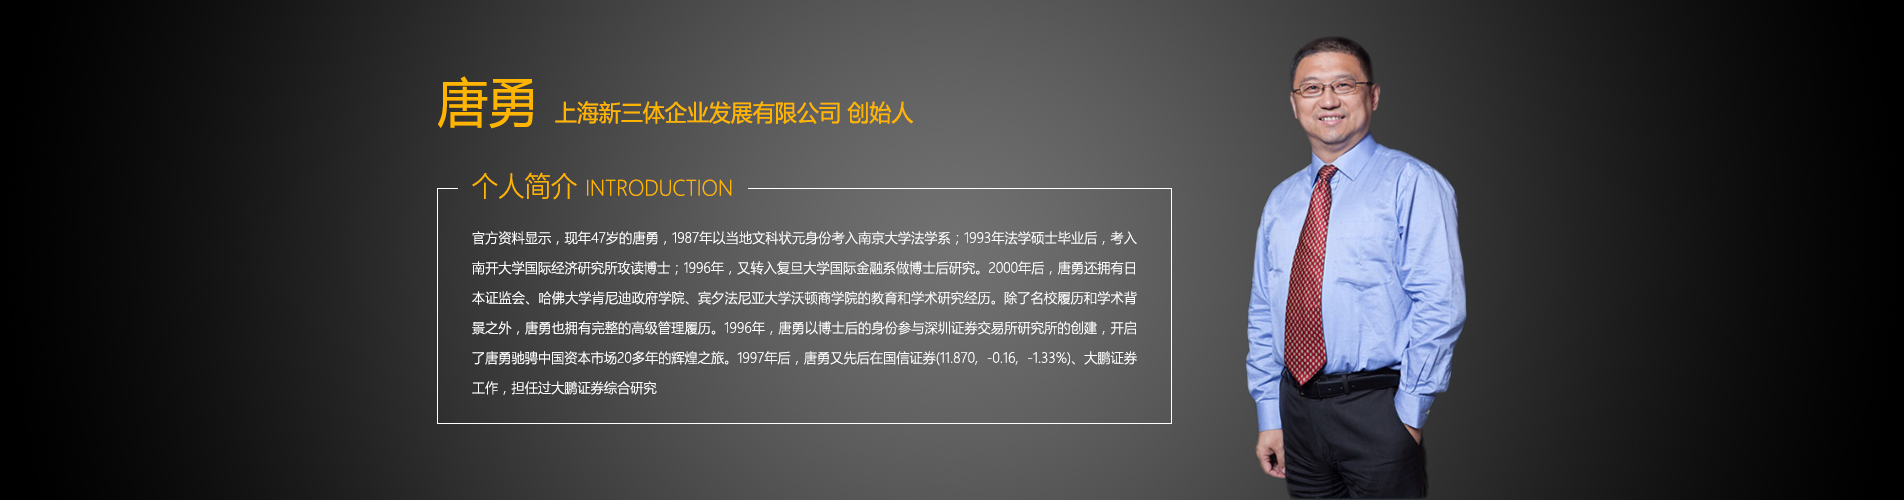 唐勇 上海新三体企业发展有限公司 创始人
个人简介 INTRODUCTION
官方资料显示，现年47岁的唐勇，1987年以当地文科状元身份考入南京大学法学系；1993年法学硕士毕业后，考入
南开大学国际经济研究所攻读博士；1996年，又转入复旦大学国际金融系做博士后研究。2000年后，唐勇还拥有日
本证监会、哈佛大学肯尼迪政府学院、宾夕法尼亚大学沃顿商学院的教育和学术研究经历。除了名校履历和学术背
景之外，唐勇也拥有完整的高级管理履历。1996年，唐勇以博士后的身份参与深圳证券交易所研究所的创建，开启
了唐勇驰骋中国资本市场20多年的辉煌之旅。1997年后，唐勇又先后在国信证券(11.870, -0.16, -1.33%)、大鹏证券
工作，担任过大鹏证券综合研究